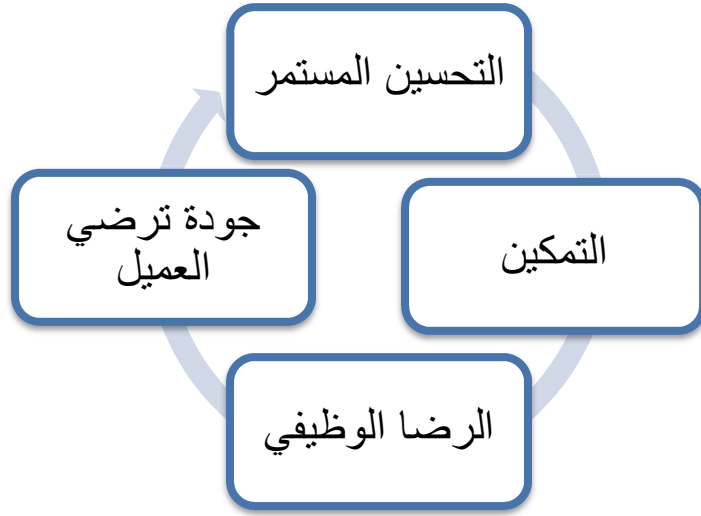 التحسين المستمر
التمكين
الرضا الوظيفي
جودة ترضي
العميل